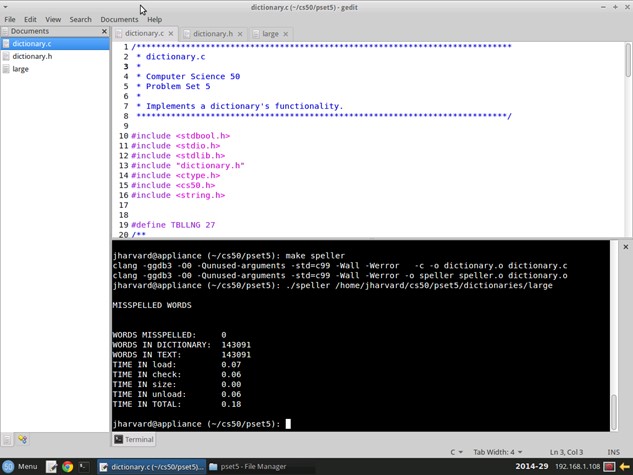 dictionary.c (~/cs50/pset5) - gedit
File Edit View Search Documents Help
Documents
dictionary.c
dictionary.h
large
dictionary.c dictionary.h large
1 /****************************************************************************
2 * dictionary.c
3 *
4 * Computer Science 50
5 * Problem Set 5
6 *
7 * Implements a dictionary's functionality.
8 ***************************************************************************/
9
10 #include <stdbool.h>
11 #include <stdio.h>
12 #include <stdlib.h>
13 #include "dictionary.h"
14 #include <ctype.h>
15 #include <cs50.h>
16 #include <string.h>
17
18
19 #define TBLLNG 27
20 /**
jharvard@appliance (~/cs50/pset5): make speller
clang -ggdb3 -O0 -Qunused-arguments -std=c99 -Wall -Werror   -c -o dictionary.o dictionary.c
clang -ggdb3 -O0 -Qunused-arguments -std=c99 -Wall -Werror -o speller speller.o dictionary.o
jharvard@appliance (~/cs50/pset5): ./speller /home/jharvard/cs50/pset5/dictionaries/large
MISSPELLED WORDS
WORDS MISSPELLED:     0
WORDS IN DICTIONARY:  143091
WORDS IN TEXT:        143091
TIME IN load:         0.07
TIME IN check:        0.06
TIME IN size:         0.00
TIME IN unload:       0.06
TIME IN TOTAL:        0.18
jharvard@appliance (~/cs50/pset5):
Terminal
C Tab Width: 4 Ln 3, Col 3 INS
50 Menu dictionary.c (~/cs50/pset5)... pset5 - File Manager 2014-29 192.168.1.108